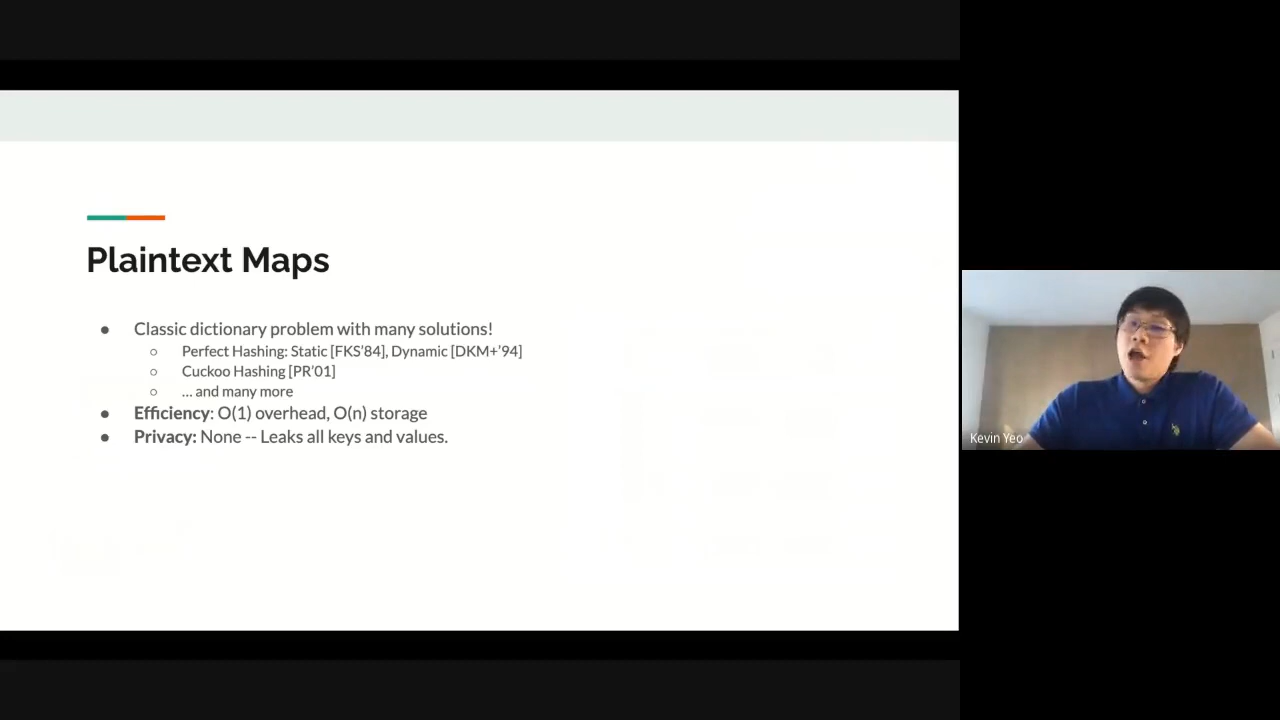 Plaintext Maps
● Classic dictionary problem with many solutions!
○ Perfect Hashing: Static [FKS'84], Dynamic [DKM+'94]
○ Cuckoo Hashing [PR'01]
○ ... and many more
● Efficiency: O(1) overhead, O(n) storage
● Privacy: None -- Leaks all keys and values.
Kevin Yeo